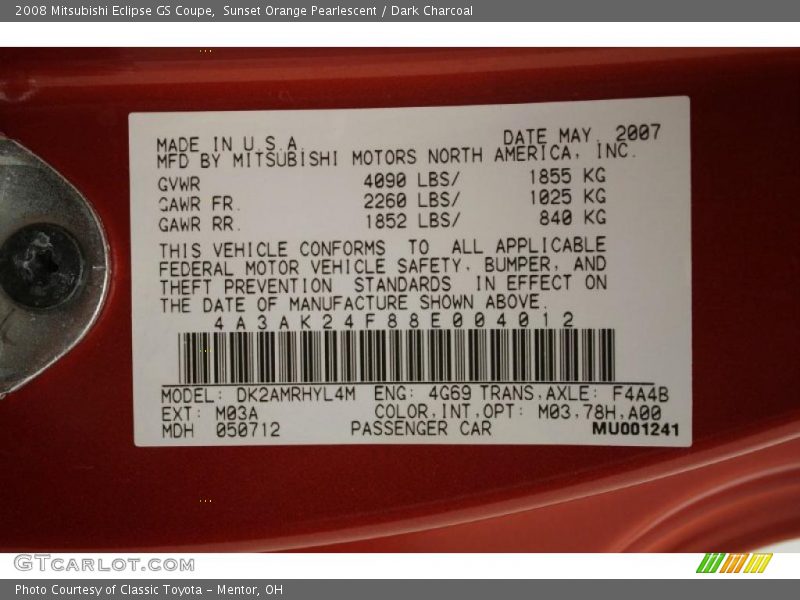 2008 Mitsubishi Eclipse GS Coupe,  Sunset Orange Pearlescent / Dark Charcoal
MADE IN U.S.A. DATE MAY. 2007
MFD BY MITSUBISHI MOTORS NORTH AMERICA, INC.
GVWR 4090 LBS/ 1855 KG
GAWR FR. 2260 LBS/ 1025 KG
GAWR RR. 1852 LBS/ 840 KG
THIS VEHICLE CONFORMS TO ALL APPLICABLE
FEDERAL MOTOR VEHICLE SAFETY, BUMPER, AND
THEFT PREVENTION STANDARDS IN EFFECT ON
THE DATE OF MANUFACTURE SHOWN ABOVE.
4A3AK24F88E004012
MODEL: DK2AMRHYL4M ENG: 4G69 TRANS,AXLE: F4A4B
EXT: M03A COLOR,INT,OPT: M03,78H,A00
MDH 050712 PASSENGER CAR MU001241
GTCARLOT.COM
Photo Courtesy of Classic Toyota - Mentor, OH